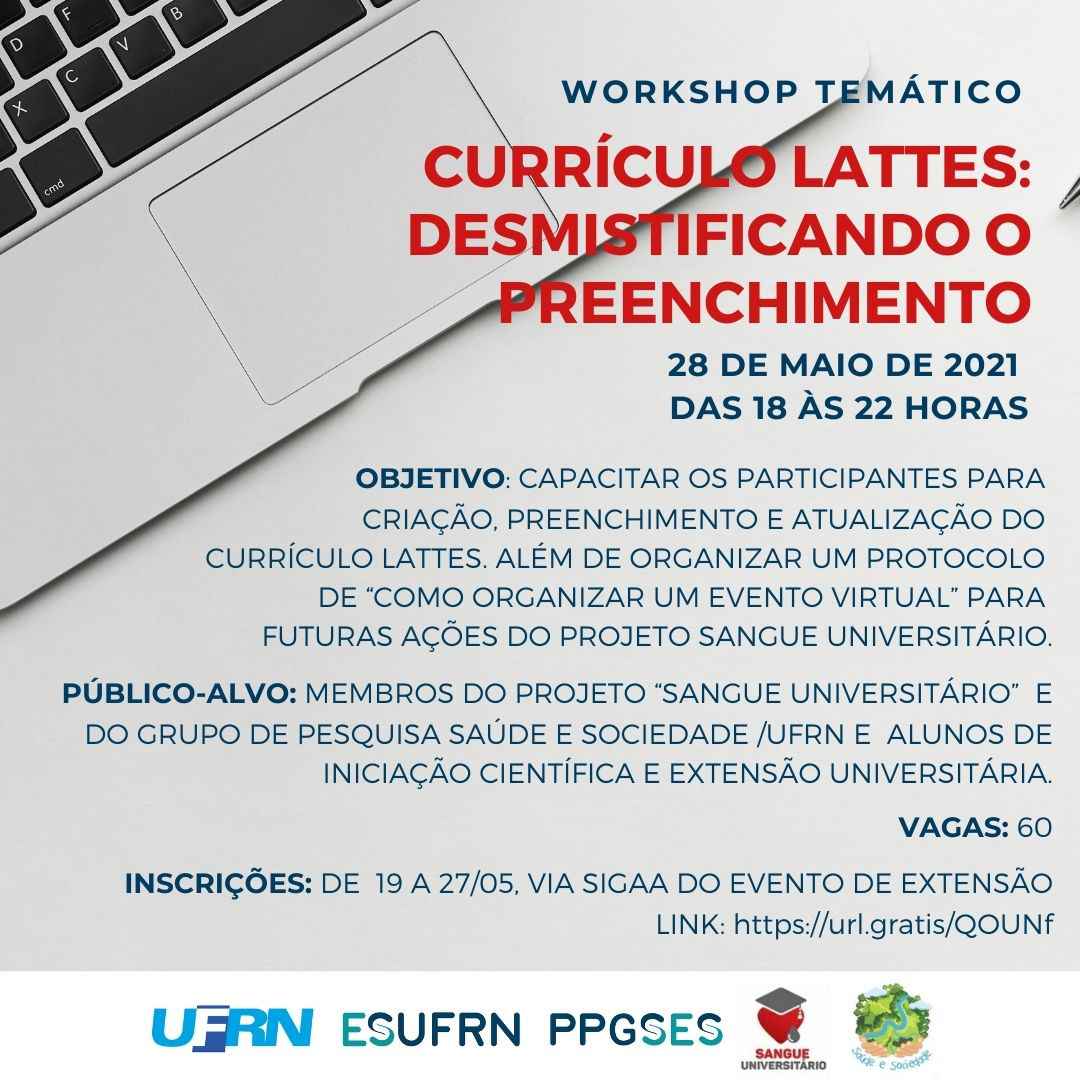 D
F
V
B
X
C
cmd
WORKSHOP TEMÁTICO
CURRÍCULO LATTES:
DESMISTIFICANDO O
PREENCHIMENTO
28 DE MAIO DE 2021
DAS 18 ÀS 22 HORAS
OBJETIVO: CAPACITAR OS PARTICIPANTES PARA
CRIAÇÃO, PREENCHIMENTO E ATUALIZAÇÃO DO
CURRÍCULO LATTES. ALÉM DE ORGANIZAR UM PROTOCOLO
DE “COMO ORGANIZAR UM EVENTO VIRTUAL” PARA
FUTURAS AÇÕES DO PROJETO SANGUE UNIVERSITÁRIO.
PÚBLICO-ALVO: MEMBROS DO PROJETO “SANGUE UNIVERSITÁRIO” E
DO GRUPO DE PESQUISA SAÚDE E SOCIEDADE /UFRN E ALUNOS DE
INICIAÇÃO CIENTÍFICA E EXTENSÃO UNIVERSITÁRIA.
VAGAS: 60
INSCRIÇÕES: DE 19 A 27/05, VIA SIGAA DO EVENTO DE EXTENSÃO
LINK: https://url.gratis/QOUNf
UFRN ESUFRN PPGSES
SANGUE
UNIVERSITÁRIO
Saúde e Sociedade